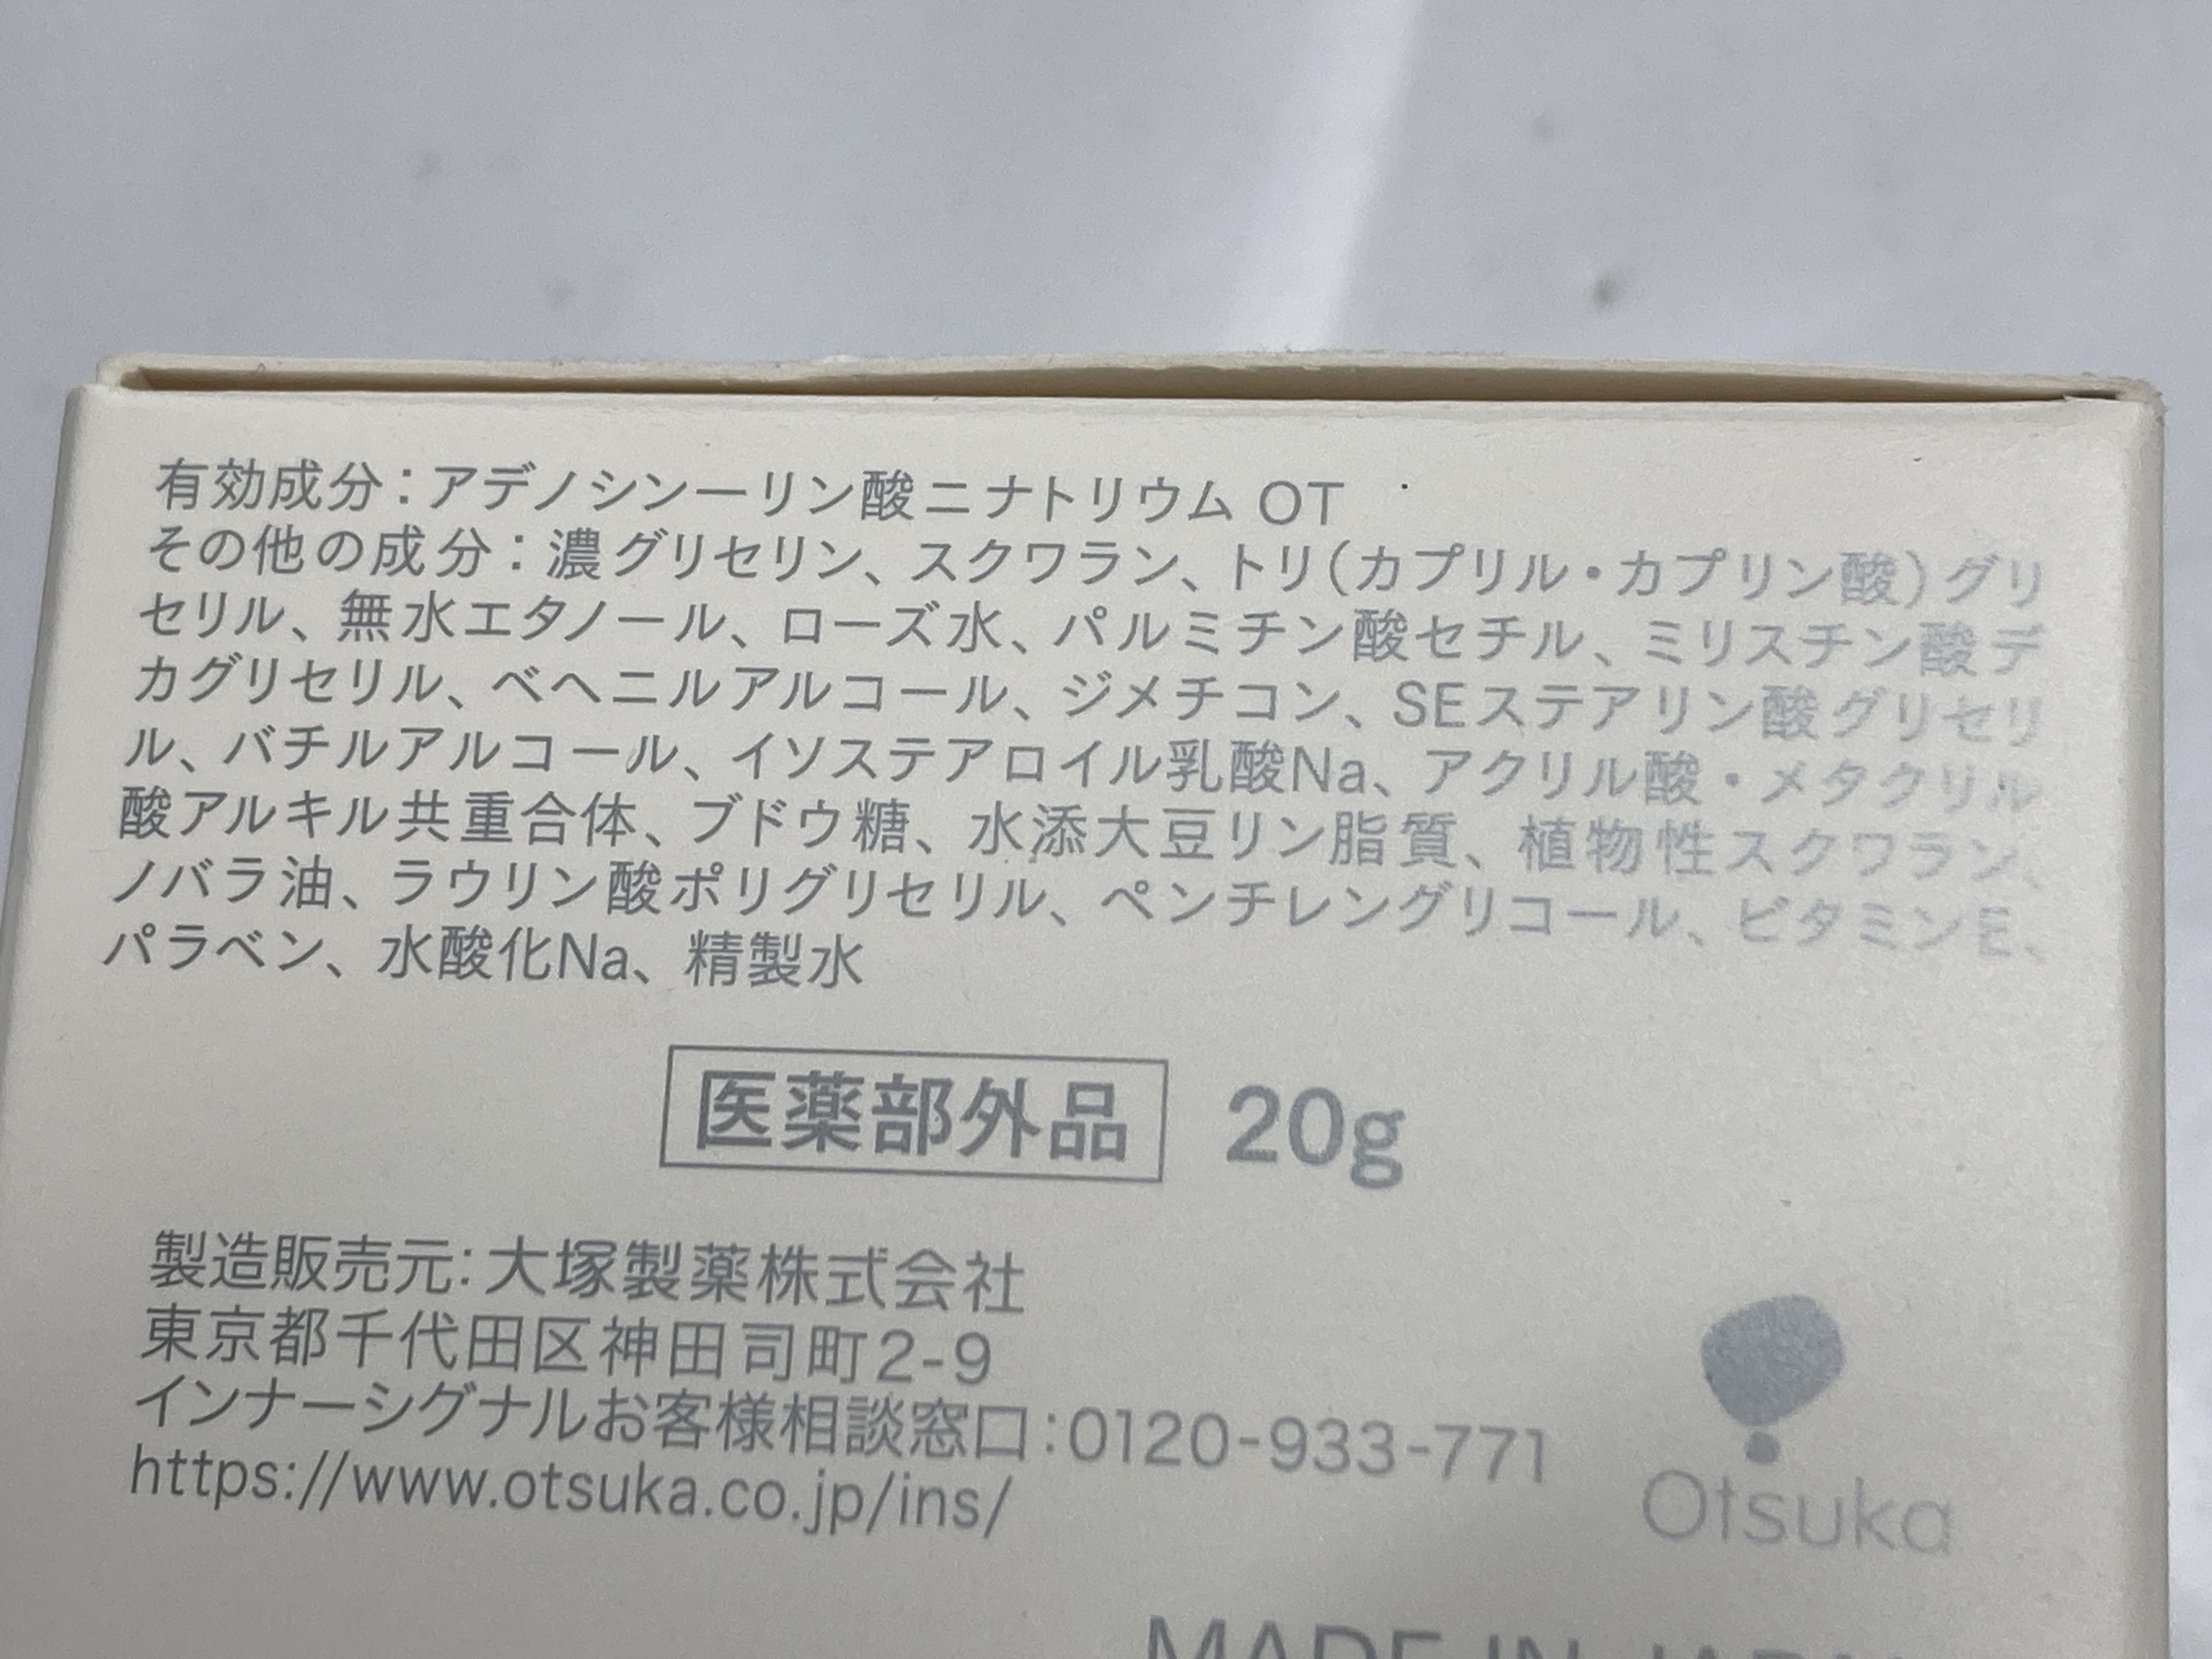 有効成分：アデノシン一リン酸二ナトリウム OT
その他の成分：濃グリセリン、スクワラン、トリ（カプリル・カプリン酸）グリ
セリル、無水エタノール、ローズ水、パルミチン酸セチル、ミリスチン酸デ
カグリセリル、ベヘニルアルコール、ジメチコン、SEステアリン酸グリセリ
ル、バチルアルコール、イソステアロイル乳酸Na、アクリル酸・メタクリル
酸アルキル共重合体、ブドウ糖、水添大豆リン脂質、植物性スクワラン、
ノバラ油、ラウリン酸ポリグリセリル、ペンチレングリコール、ビタミンE、
パラベン、水酸化Na、精製水
医薬部外品 20g
製造販売元：大塚製薬株式会社
東京都千代田区神田司町2-9
インナーシグナルお客様相談窓口：0120-933-771
https://www.otsuka.co.jp/ins/
Otsuka
MADE IN JAPAN